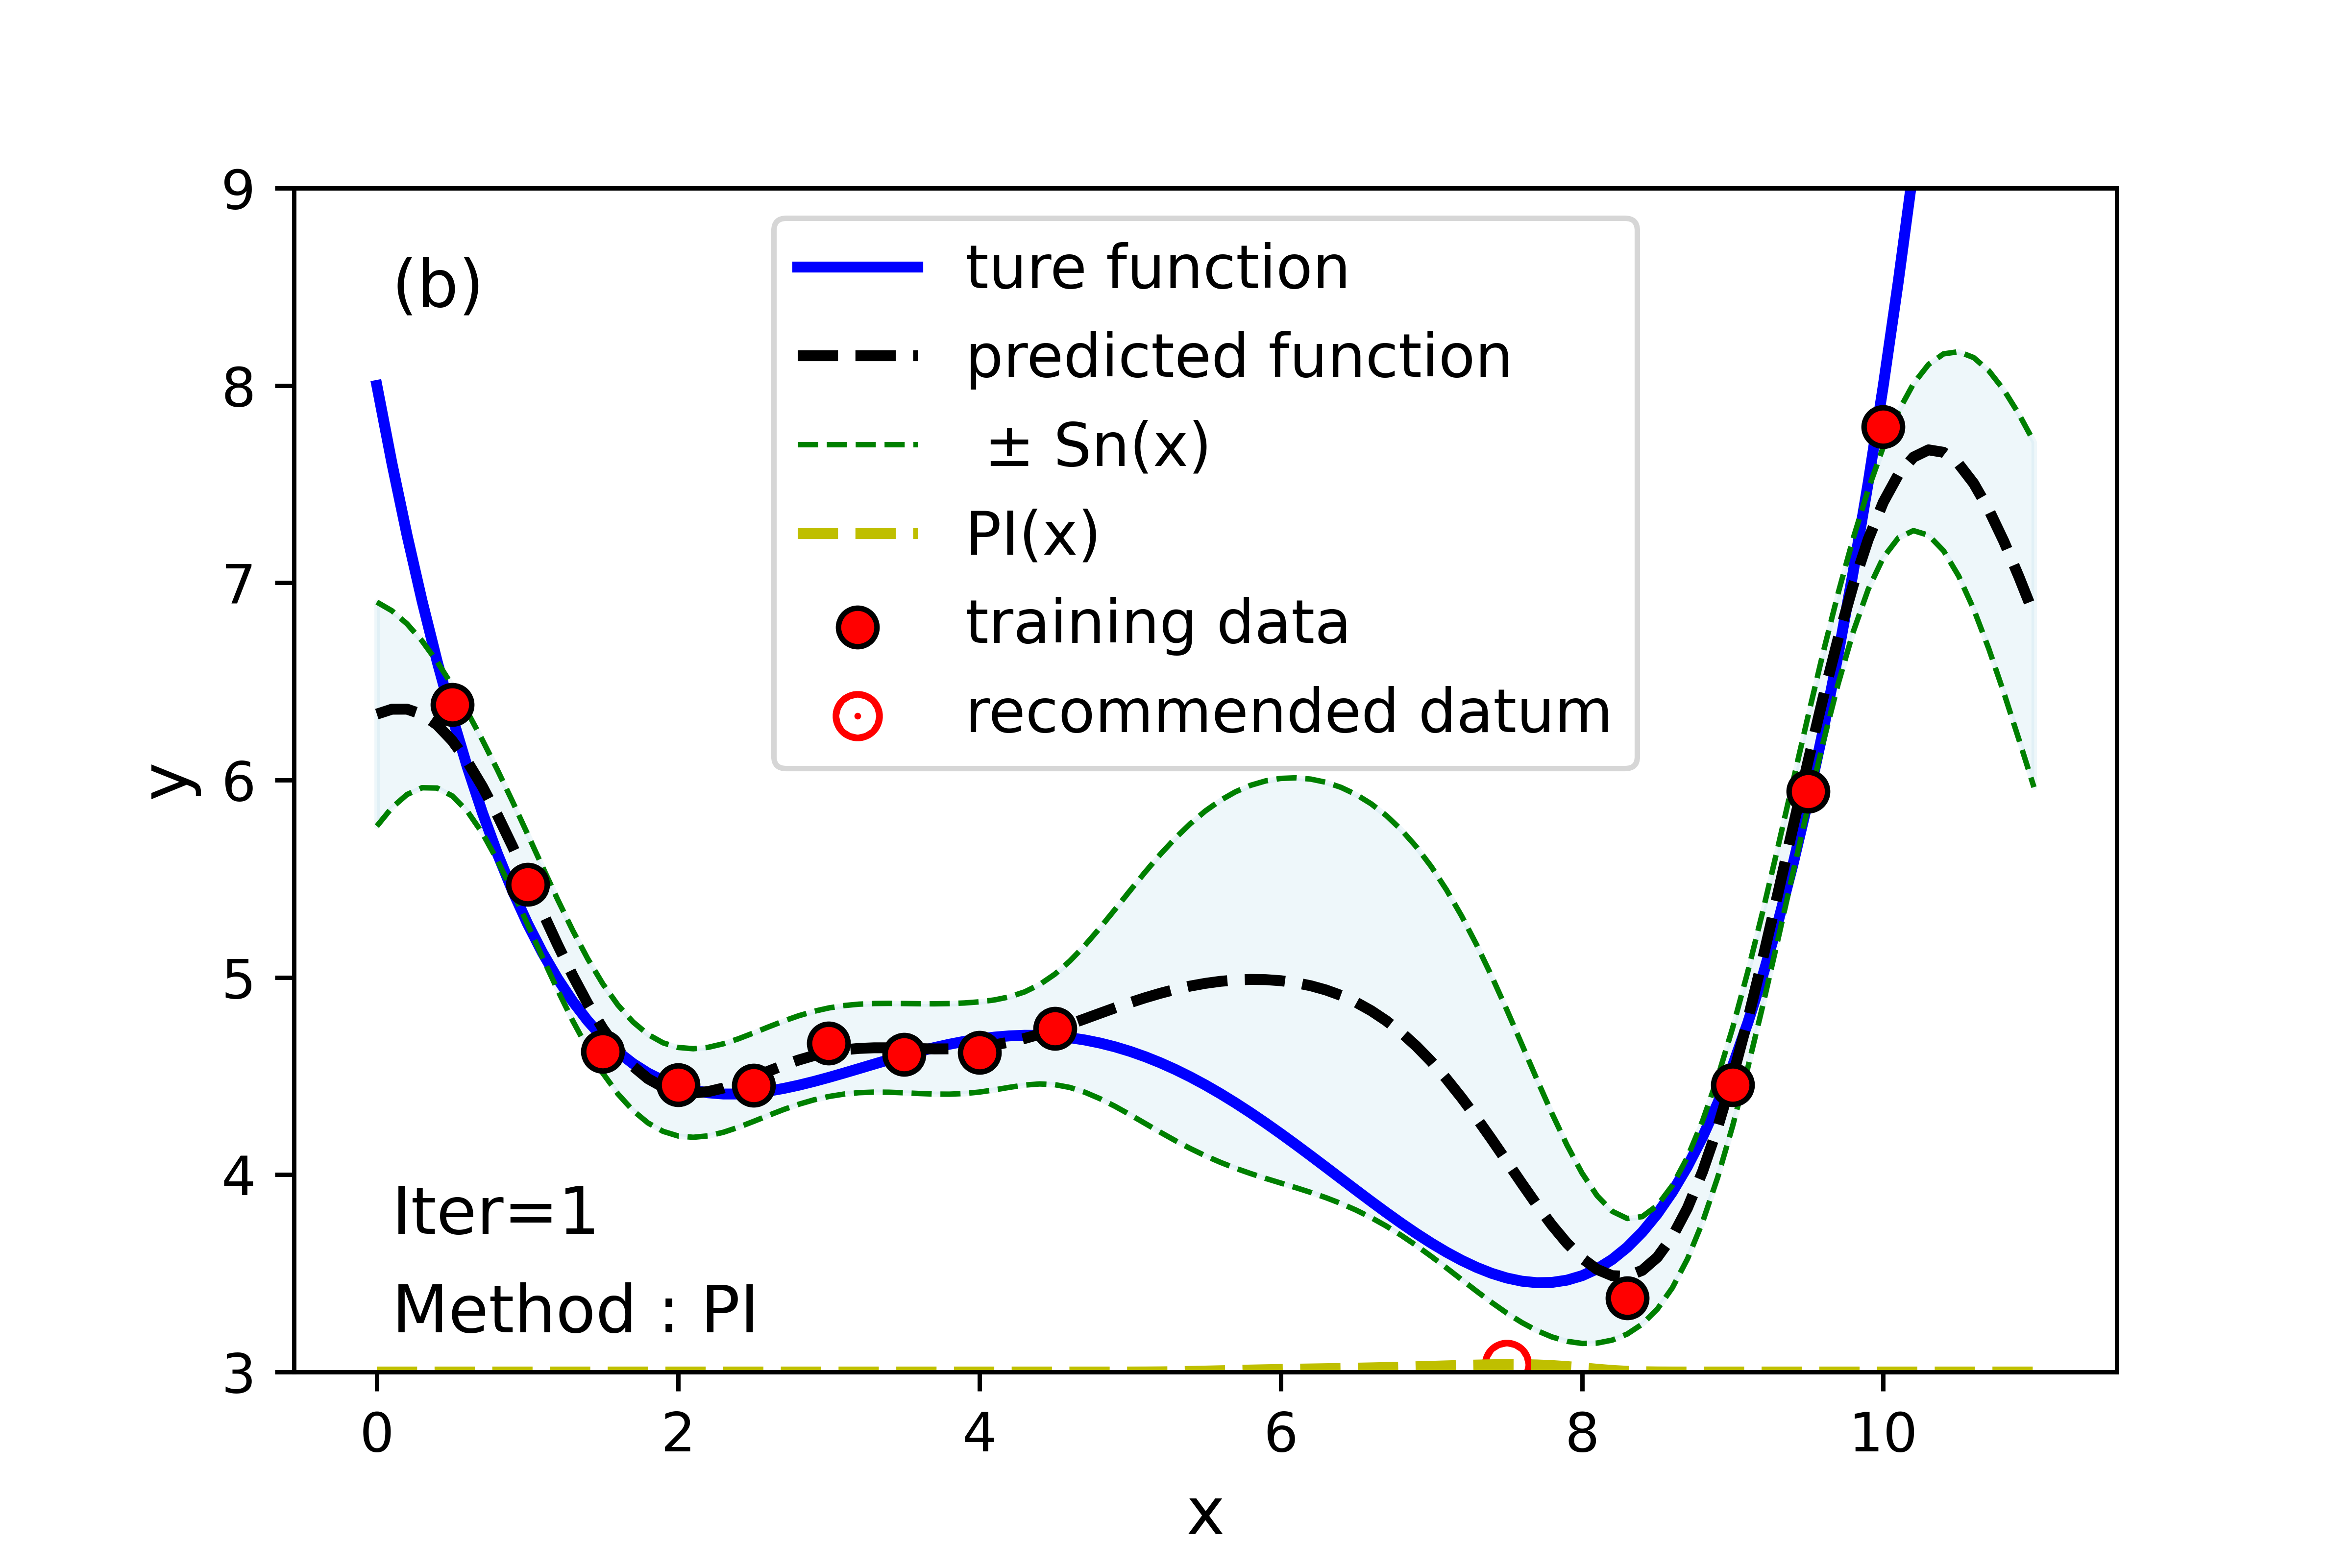 (b)
ture function
predicted function
± Sn(x)
PI(x)
training data
recommended datum
Iter=1
Method : PI
y
9
8
7
6
5
4
3
0 2 4 6 8 10
x